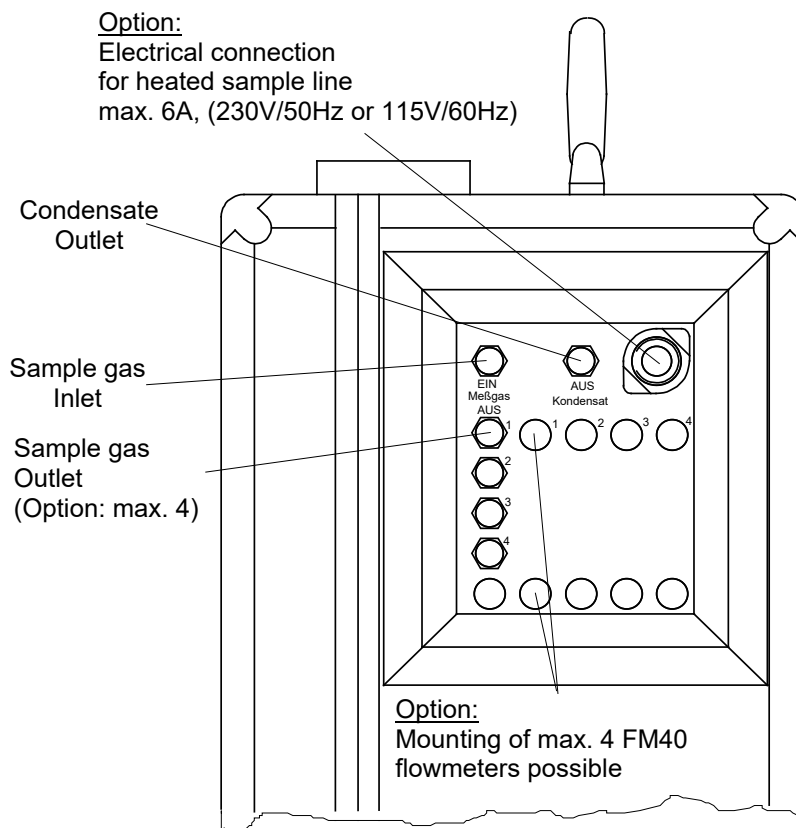 Option:
Electrical connection
for heated sample line
max. 6A, (230V/50Hz or 115V/60Hz)
Condensate
Outlet
Sample gas
Inlet
Sample gas
Outlet
(Option: max. 4)
EIN
Meßgas
AUS
AUS
Kondensat
1
1
2
3
4
2
3
4
Option:
Mounting of max. 4 FM40
flowmeters possible